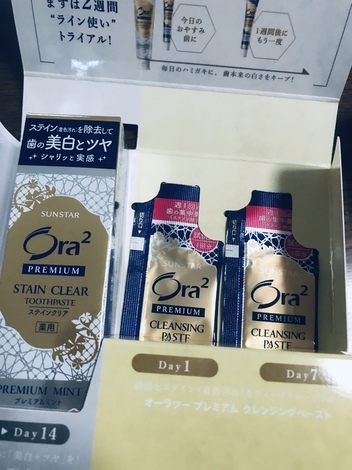 まずは2週間
“ライン使い”
トライアル!
今日の
おやすみ
前に
1週間後に
もう一度
毎日のハミガキに。歯本来の白さをキープ!
ステイン(着色汚れ)を除去して
歯の美白とツヤ
シャリッと実感
SUNSTAR
Ora²
PREMIUM
STAIN CLEAR
TOOTHPASTE
ステインクリア
薬用
PREMIUM MINT
プレミアムミント
Day14
SUNSTAR
Ora²
PREMIUM
CLEANSING
PASTE
Day1
SUNSTAR
Ora²
PREMIUM
CLEANSING
PASTE
Day7
オーラツー プレミアム クレンジングペースト